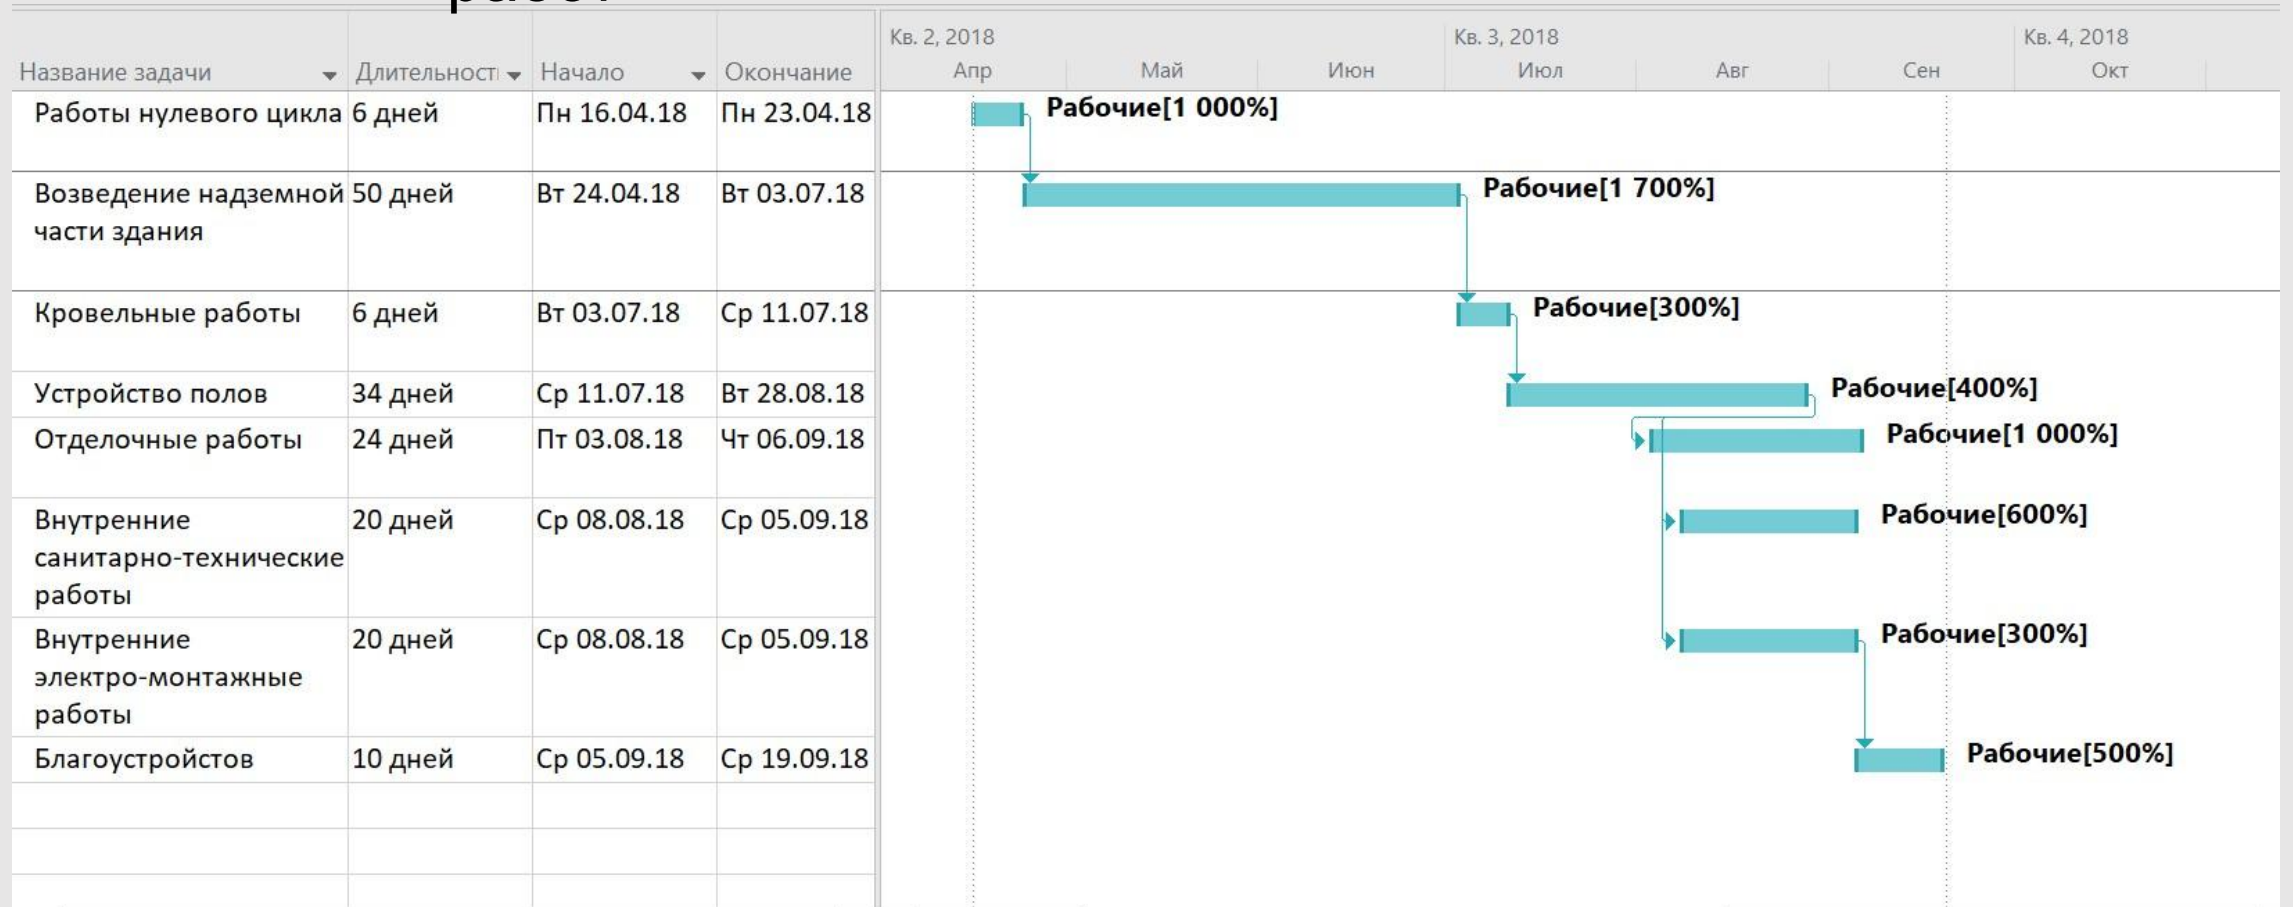 Кв. 2, 2018 Кв. 3, 2018 Кв. 4, 2018
Название задачи Длительност Начало Окончание Апр Май Июн Июл Авг Сен Окт
Работы нулевого цикла 6 дней Пн 16.04.18 Пн 23.04.18 Рабочие[1 000%]
Возведение надземной 50 дней Вт 24.04.18 Вт 03.07.18 Рабочие[1 700%]
части здания
Кровельные работы 6 дней Вт 03.07.18 Ср 11.07.18 Рабочие[300%]
Устройство полов 34 дней Ср 11.07.18 Вт 28.08.18 Рабочие[400%]
Отделочные работы 24 дней Пт 03.08.18 Чт 06.09.18 Рабочие[1 000%]
Внутренние 20 дней Ср 08.08.18 Ср 05.09.18 Рабочие[600%]
санитарно-технические
работы
Внутренние 20 дней Ср 08.08.18 Ср 05.09.18 Рабочие[300%]
электро-монтажные
работы
Благоустройстов 10 дней Ср 05.09.18 Ср 19.09.18 Рабочие[500%]